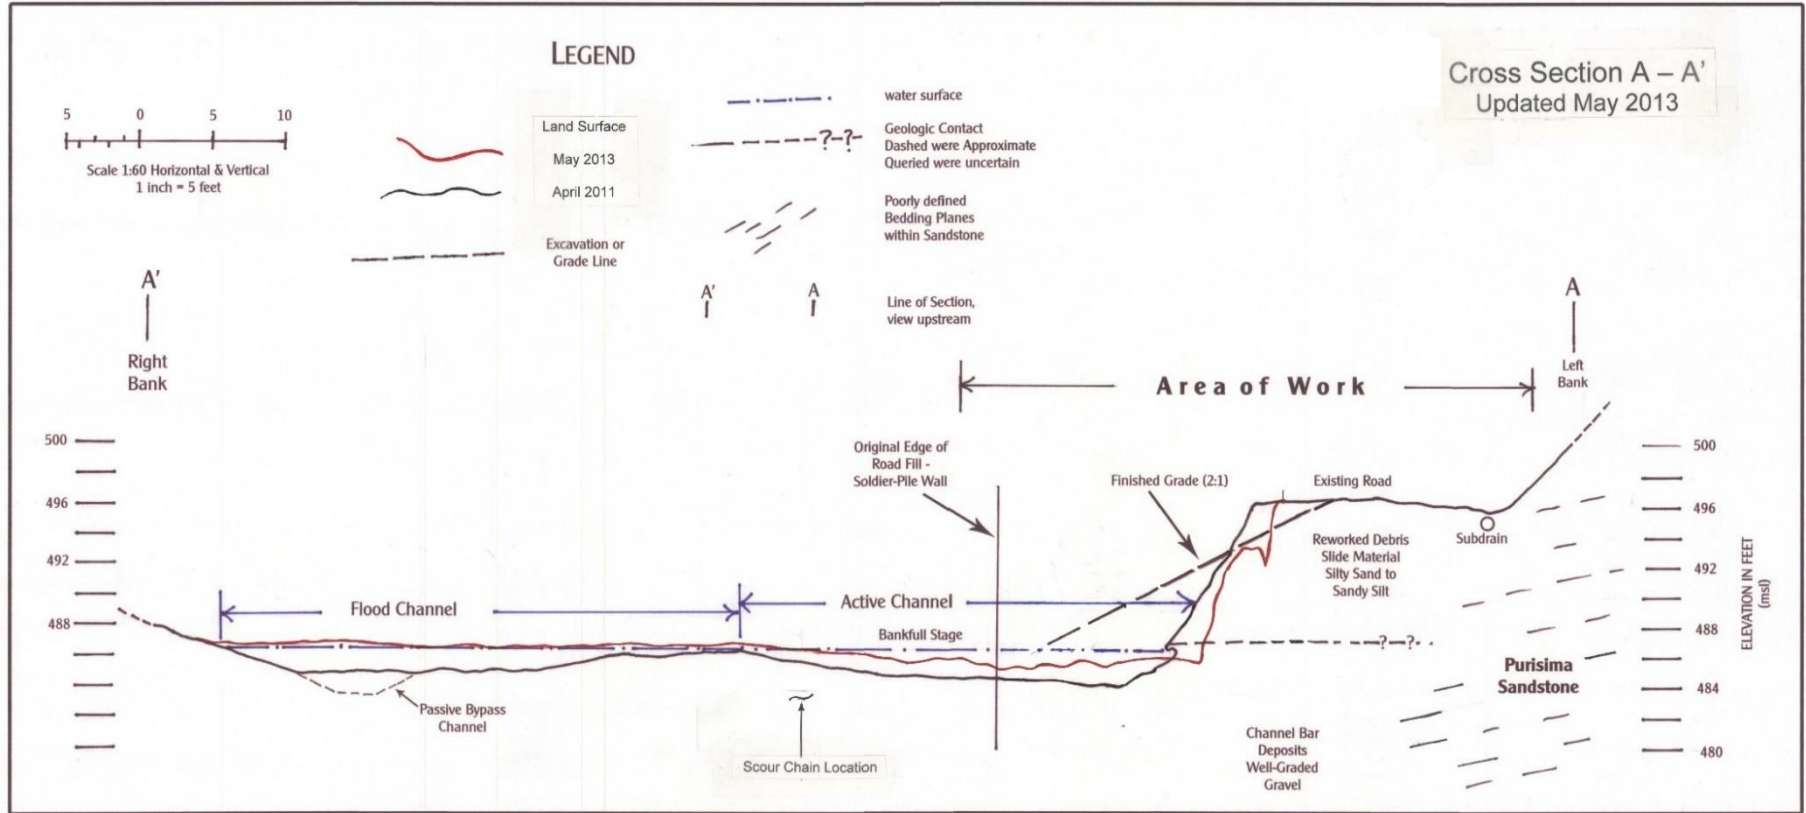 LEGEND
Cross Section A – A’
Updated May 2013
5 0 5 10
Scale 1:60 Horizontal & Vertical
1 inch = 5 feet
Land Surface
May 2013
April 2011
Excavation or
Grade Line
water surface
?-?-
Geologic Contact
Dashed were Approximate
Queried were uncertain
Poorly defined
Bedding Planes
within Sandstone
A' A
Line of Section,
view upstream
A'
Right
Bank
A
Left
Bank
Area of Work
500
496
492
488
Original Edge of
Road Fill -
Soldier-Pile Wall
Finished Grade (2:1)
Existing Road
Subdrain
Reworked Debris
Slide Material
Silty Sand to
Sandy Silt
Flood Channel
Active Channel
Bankfull Stage
? ?
Passive Bypass
Channel
Scour Chain Location
Channel Bar
Deposits
Well-Graded
Gravel
Purisima
Sandstone
500
496
492
488
484
480
ELEVATION IN FEET
(msl)